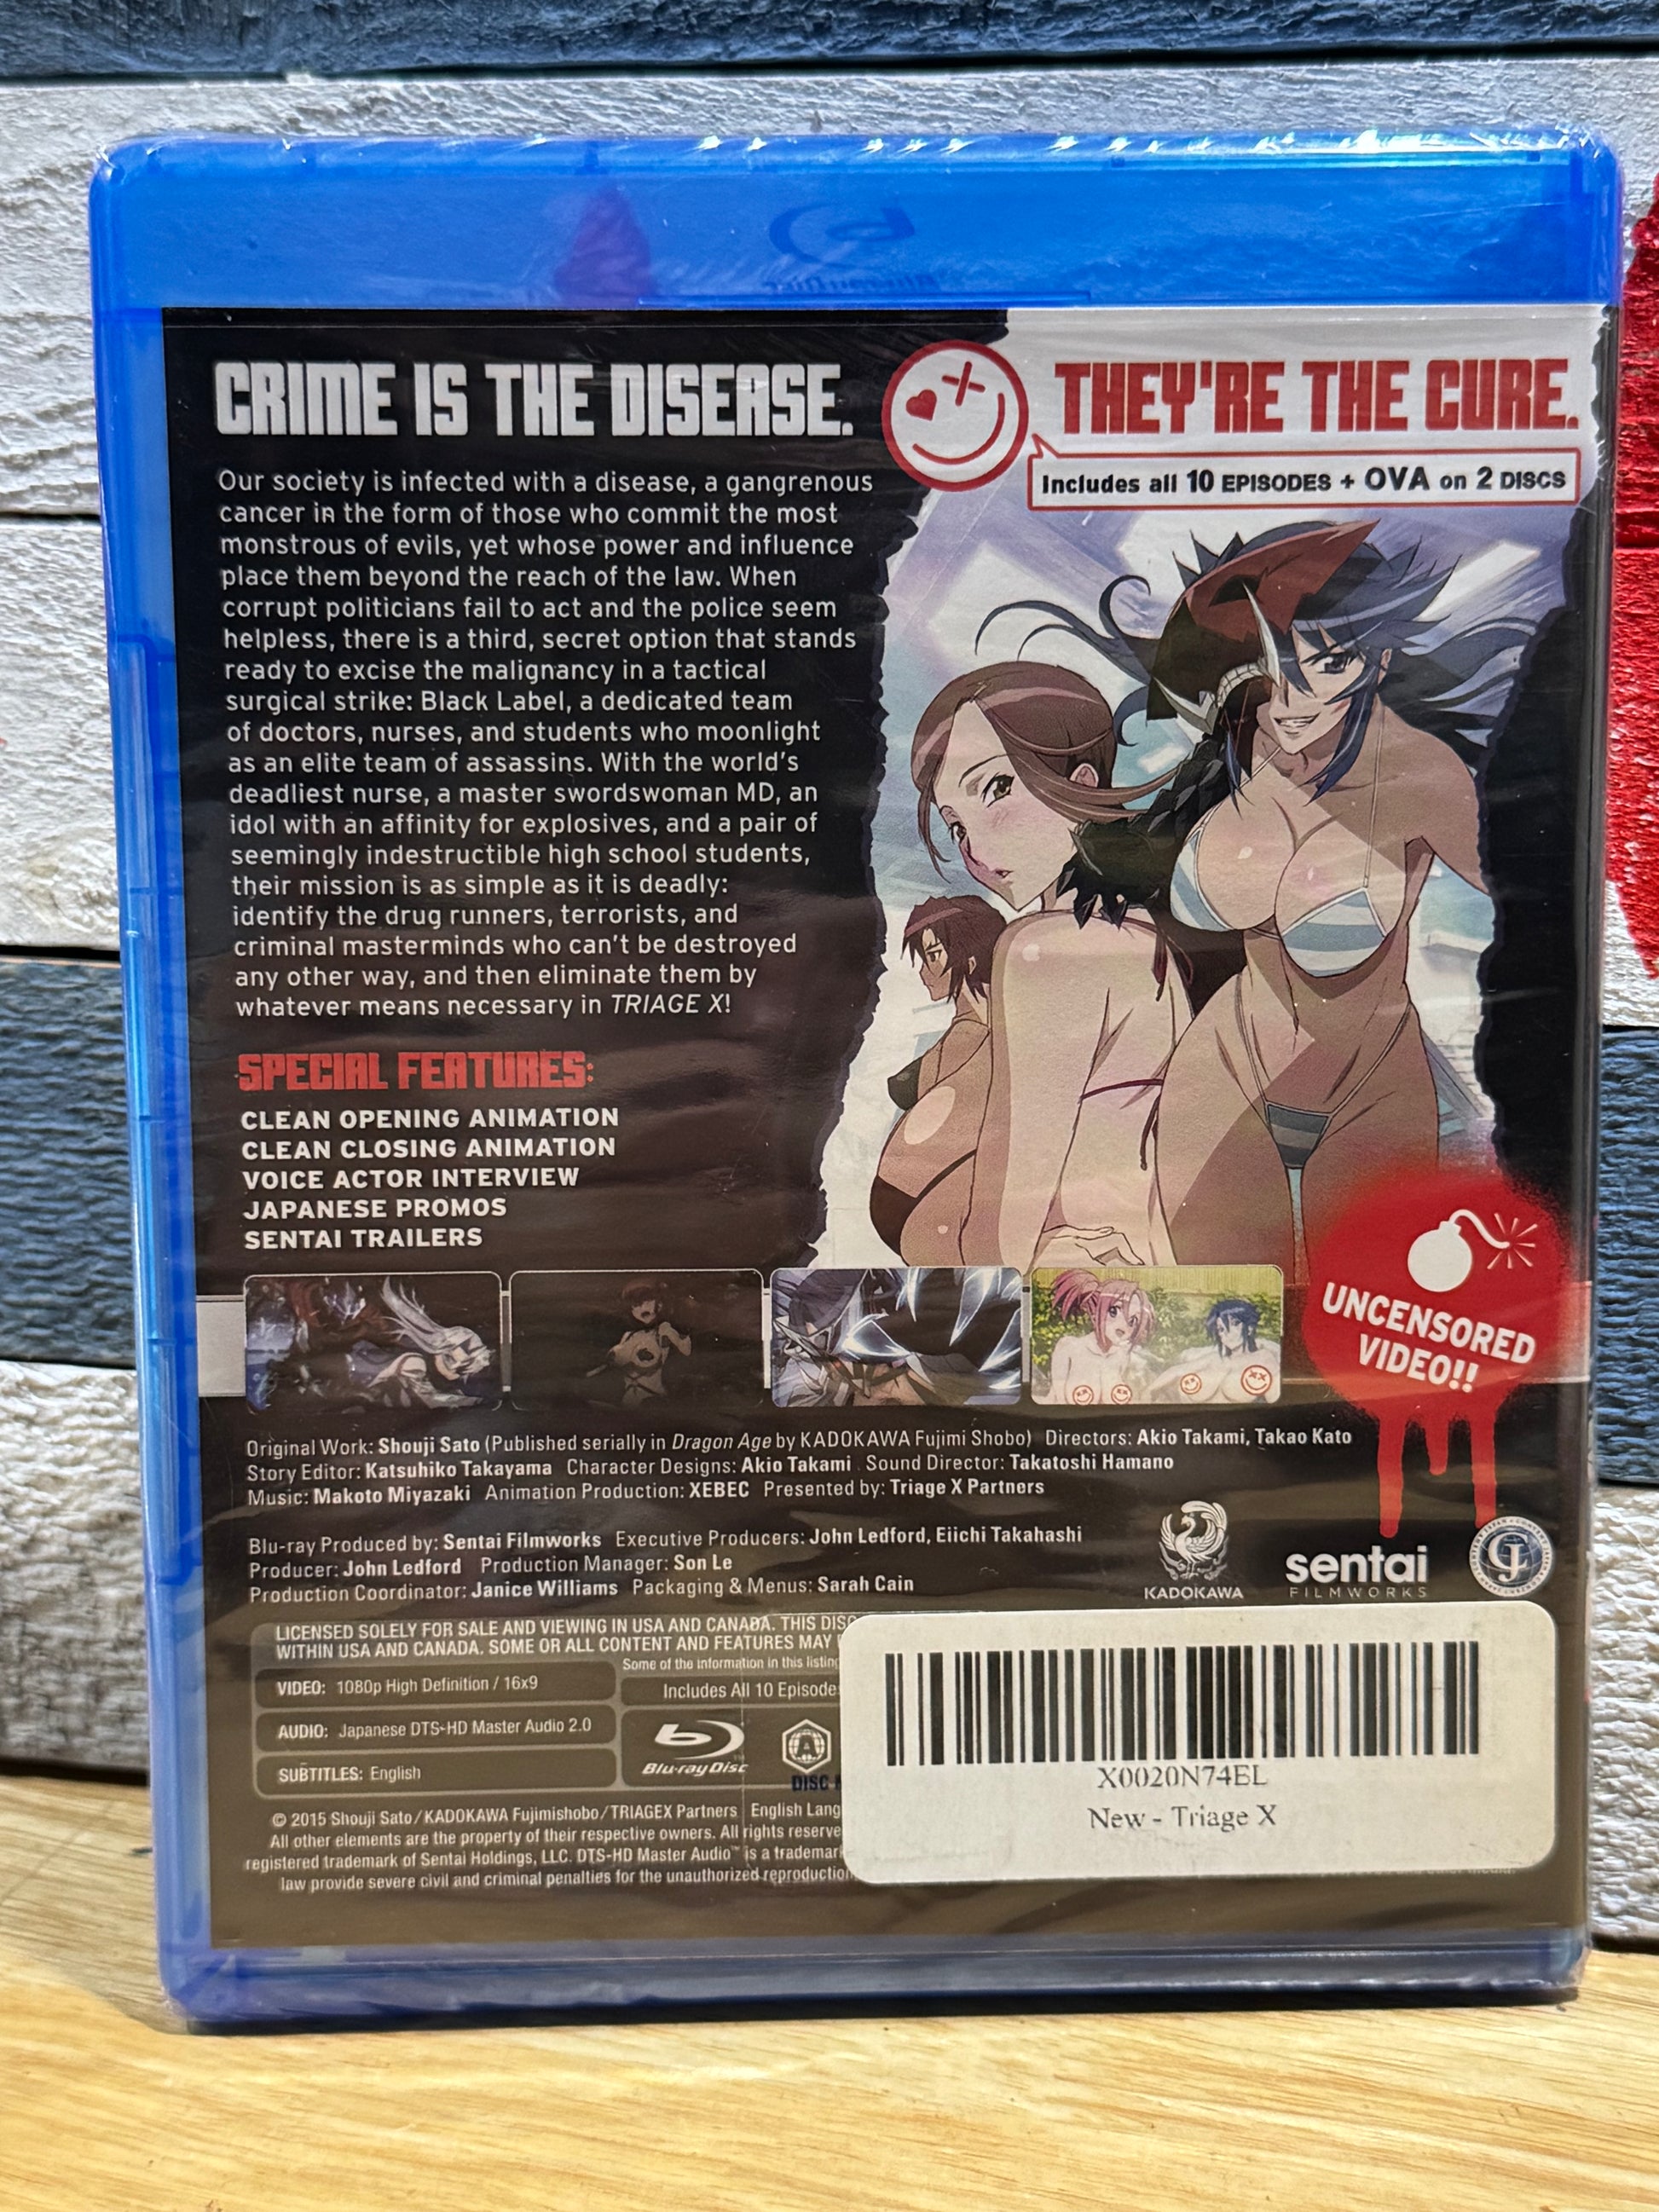 CRIME IS THE DISEASE.
THEY'RE THE CURE.
Includes all 10 EPISODES + OVA on 2 DISCS
Our society is infected with a disease, a gangrenous
cancer in the form of those who commit the most
monstrous of evils, yet whose power and influence
place them beyond the reach of the law. When
corrupt politicians fail to act and the police seem
helpless, there is a third, secret option that stands
ready to excise the malignancy in a tactical
surgical strike: Black Label, a dedicated team
of doctors, nurses, and students who moonlight
as an elite team of assassins. With the world's
deadliest nurse, a master swordswoman MD, an
idol with an affinity for explosives, and a pair of
seemingly indestructible high school students,
their mission is as simple as it is deadly:
identify the drug runners, terrorists, and
criminal masterminds who can't be destroyed
any other way, and then eliminate them by
whatever means necessary in TRIAGE X!
SPECIAL FEATURES:
CLEAN OPENING ANIMATION
CLEAN CLOSING ANIMATION
VOICE ACTOR INTERVIEW
JAPANESE PROMOS
SENTAI TRAILERS
UNCENSORED
VIDEO!!
Original Work: Shouji Sato (Published serially in Dragon Age by KADOKAWA Fujimi Shobo) Directors: Akio Takami, Takao Kato
Story Editor: Katsuhiko Takayama Character Designs: Akio Takami Sound Director: Takatoshi Hamano
Music: Makoto Miyazaki Animation Production: XEBEC Presented by: Triage X Partners
Blu-ray Produced by: Sentai Filmworks Executive Producers: John Ledford, Eiichi Takahashi
Producer: John Ledford Production Manager: Son Le
Production Coordinator: Janice Williams Packaging & Menus: Sarah Cain
KADOKAWA
sentai
FILMWORKS
LICENSED SOLELY FOR SALE AND VIEWING IN USA AND CANADA. THIS DISC
WITHIN USA AND CANADA. SOME OR ALL CONTENT AND FEATURES MAY
Some of the information in this listing
VIDEO: 1080p High Definition / 16x9
Includes All 10 Episodes
AUDIO: Japanese DTS-HD Master Audio 2.0
Blu-ray Disc
A
DISC
SUBTITLES: English
© 2015 Shouji Sato/KADOKAWA Fujimishobo/TRIAGEX Partners English Lang
All other elements are the property of their respective owners. All rights reserve
registered trademark of Sentai Holdings, LLC. DTS-HD Master Audio™ is a trademark
law provide severe civil and criminal penalties for the unauthorized reproduction
X0020N74EL
New - Triage X